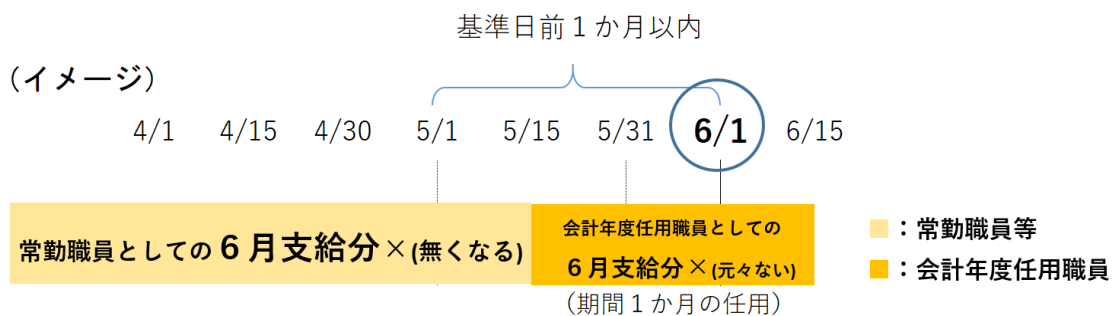 基準日前１か月以内
（イメージ）
4/1 4/15 4/30 5/1 5/15 5/31 6/1 6/15
常勤職員としての６月支給分×(無くなる)
会計年度任用職員としての
６月支給分×(元々ない)
（期間１か月の任用）
：常勤職員等
：会計年度任用職員